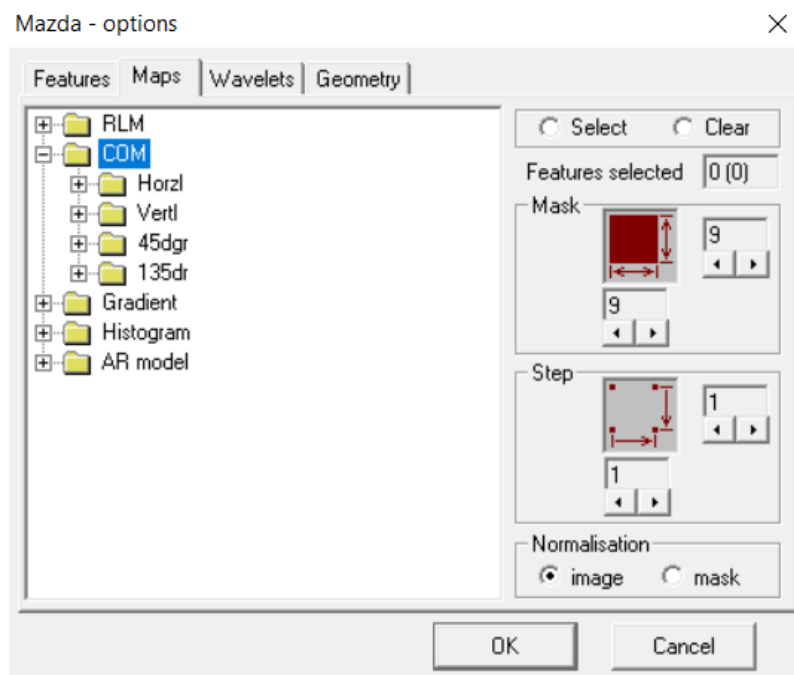 Mazda - options
Features Maps Wavelets Geometry
RLM
COM
Horzl
Vertl
45dgr
135dr
Gradient
Histogram
AR model
Select Clear
Features selected 0 (0)
Mask
9
9
Step
1
1
Normalisation
image mask
OK Cancel